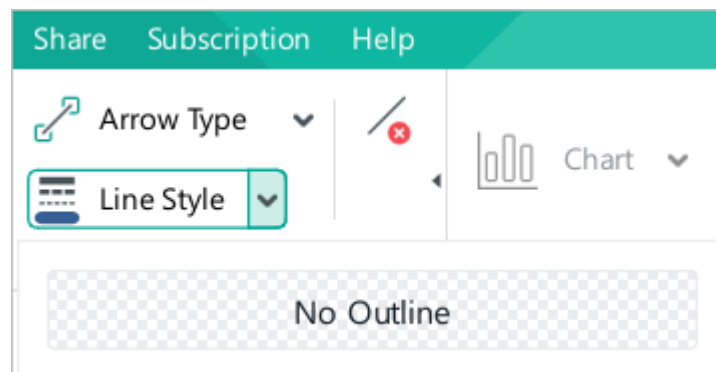 Share Subscription Help
Arrow Type
Chart
Line Style
No Outline